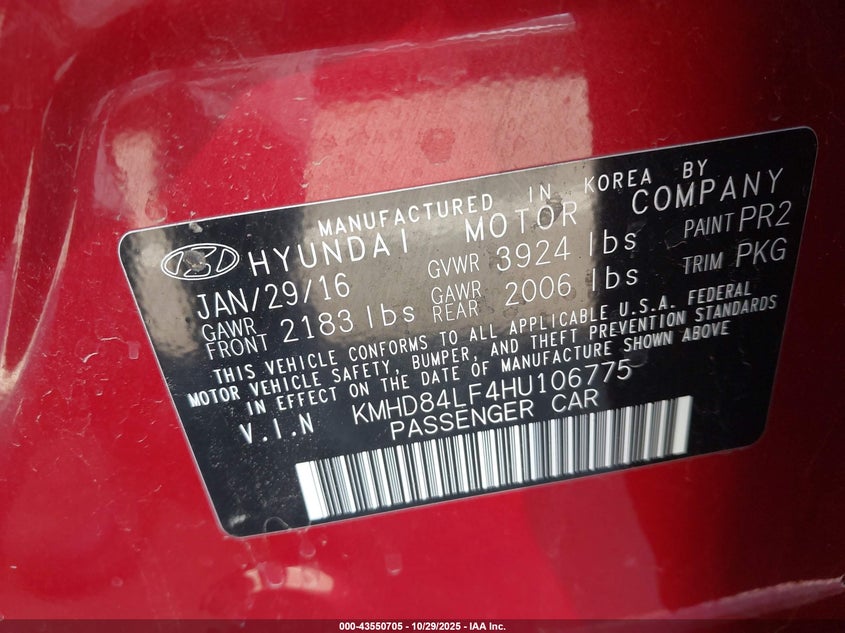 MANUFACTURED IN KOREA BY
HYUNDAI MOTOR COMPANY
JAN/29/16 GVWR 3924 lbs PAINT PR2
GAWR FRONT 2183 lbs GAWR REAR 2006 lbs TRIM PKG
THIS VEHICLE CONFORMS TO ALL APPLICABLE U.S.A. FEDERAL
MOTOR VEHICLE SAFETY, BUMPER, AND THEFT PREVENTION STANDARDS
IN EFFECT ON THE DATE OF MANUFACTURE SHOWN ABOVE
V.I.N KMHD84LF4HU106775
PASSENGER CAR
000-43550705 - 10/29/2025 - IAA Inc.